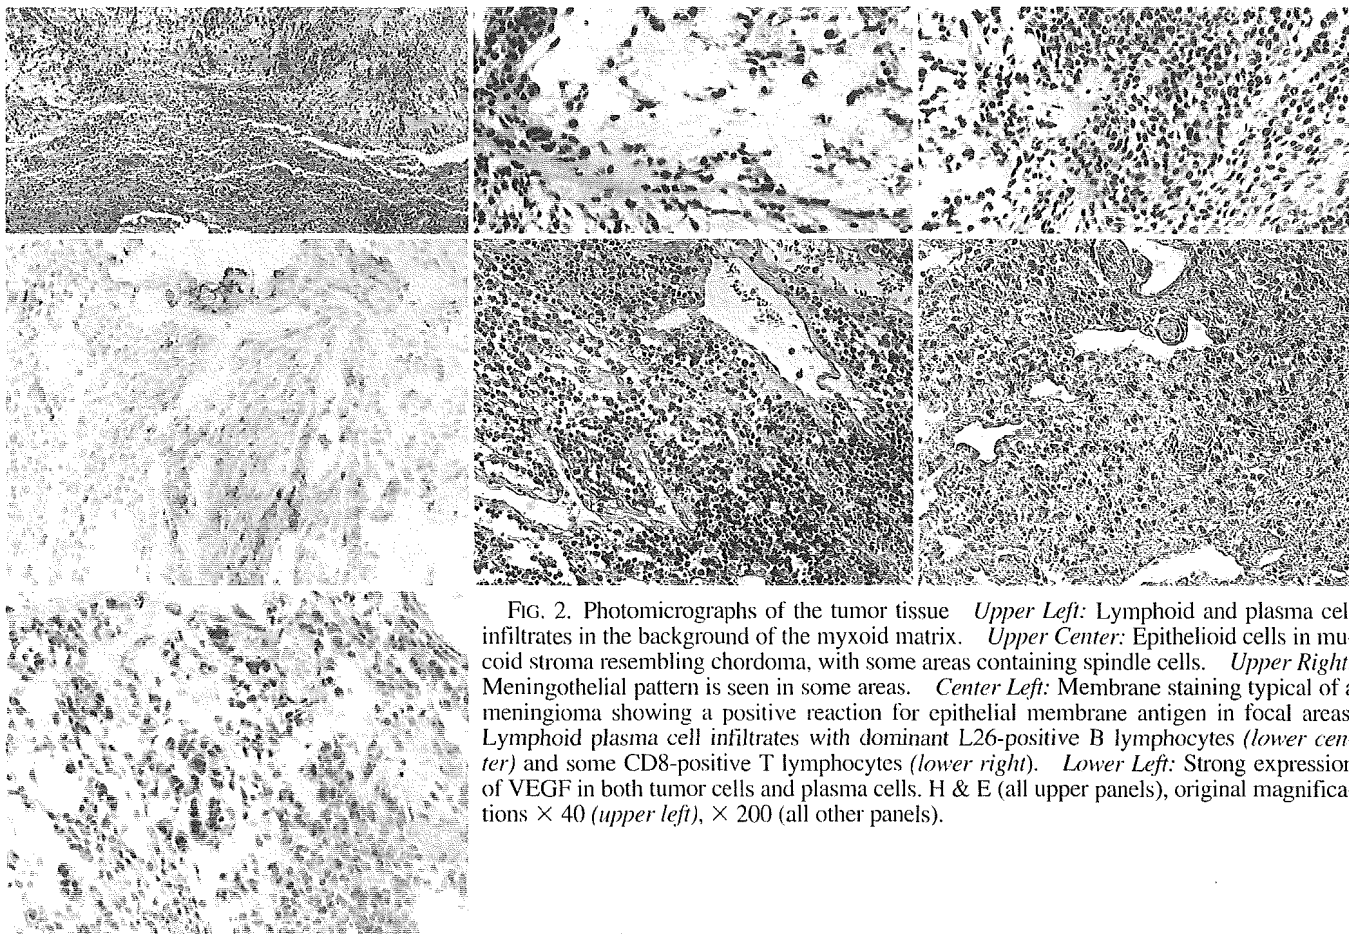 FIG. 2. Photomicrographs of the tumor tissue Upper Left: Lymphoid and plasma cel
infiltrates in the background of the myxoid matrix. Upper Center: Epithelioid cells in mu-
coid stroma resembling chordoma, with some areas containing spindle cells. Upper Right
Meningothelial pattern is seen in some areas. Center Left: Membrane staining typical of a
meningioma showing a positive reaction for epithelial membrane antigen in focal areas
Lymphoid plasma cell infiltrates with dominant L26-positive B lymphocytes (lower cen-
ter) and some CD8-positive T lymphocytes (lower right). Lower Left: Strong expression
of VEGF in both tumor cells and plasma cells. H & E (all upper panels), original magnifica-
tions × 40 (upper left), × 200 (all other panels).